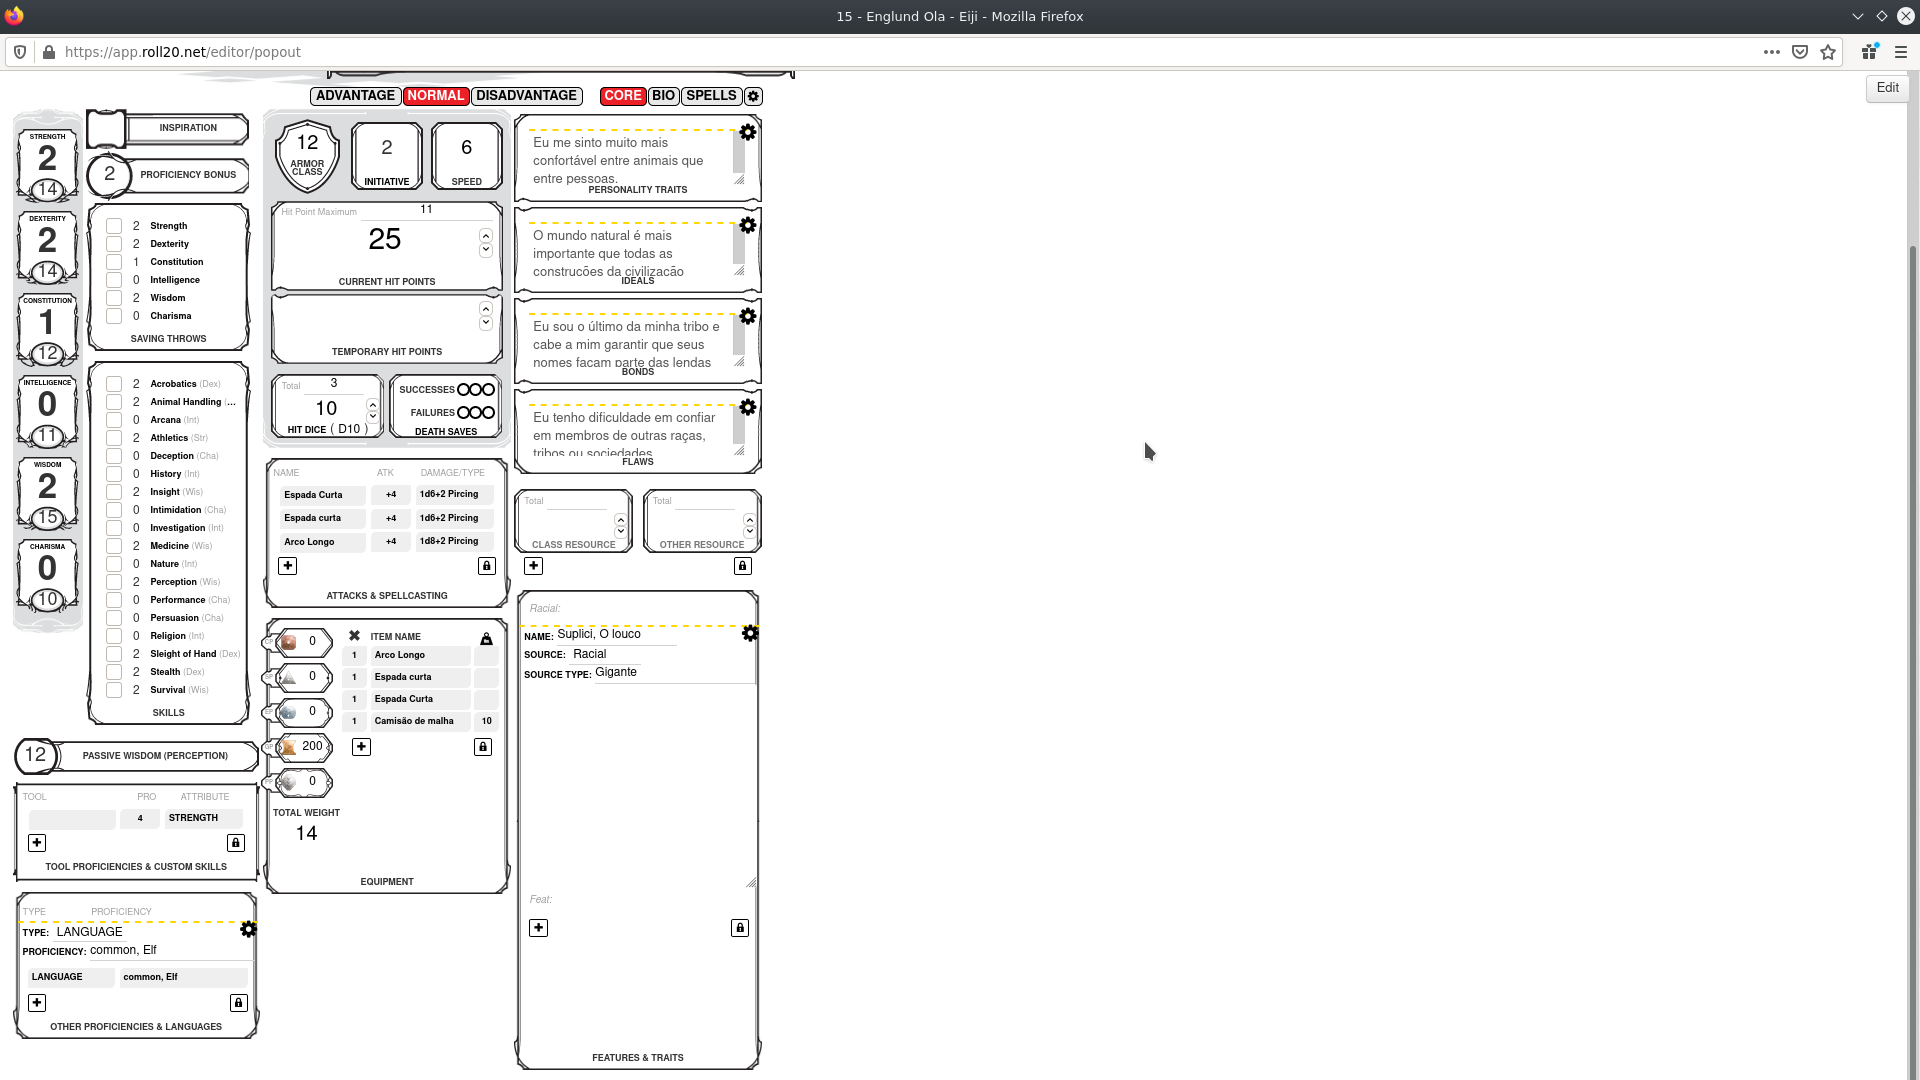 15 - Englund Ola - Eiji - Mozilla Firefox
https://app.roll20.net/editor/popout
Edit
ADVANTAGE NORMAL DISADVANTAGE CORE BIO SPELLS
STRENGTH
2
14
DEXTERITY
2
14
CONSTITUTION
1
12
INTELLIGENCE
0
11
WISDOM
2
15
CHARISMA
0
10
INSPIRATION
2 PROFICIENCY BONUS
2 Strength
2 Dexterity
1 Constitution
0 Intelligence
2 Wisdom
0 Charisma
SAVING THROWS
2 Acrobatics (Dex)
2 Animal Handling (...
0 Arcana (Int)
2 Athletics (Str)
0 Deception (Cha)
0 History (Int)
2 Insight (Wis)
0 Intimidation (Cha)
0 Investigation (Int)
2 Medicine (Wis)
0 Nature (Int)
2 Perception (Wis)
0 Performance (Cha)
0 Persuasion (Cha)
0 Religion (Int)
2 Sleight of Hand (Dex)
2 Stealth (Dex)
2 Survival (Wis)
SKILLS
12 PASSIVE WISDOM (PERCEPTION)
TOOL PRO ATTRIBUTE
4 STRENGTH
TOOL PROFICIENCIES & CUSTOM SKILLS
TYPE PROFICIENCY
TYPE: LANGUAGE
PROFICIENCY: common, Elf
LANGUAGE common, Elf
OTHER PROFICIENCIES & LANGUAGES
12
ARMOR
CLASS
2
INITIATIVE
6
SPEED
Hit Point Maximum 11
25
CURRENT HIT POINTS
TEMPORARY HIT POINTS
Total 3
10
HIT DICE ( D10 )
SUCCESSES
FAILURES
DEATH SAVES
NAME ATK DAMAGE/TYPE
Espada Curta +4 1d6+2 Pircing
Espada curta +4 1d6+2 Pircing
Arco Longo +4 1d8+2 Pircing
ATTACKS & SPELLCASTING
CP 0
SP 0
EP 0
GP 200
PP 0
ITEM NAME
1 Arco Longo
1 Espada curta
1 Espada Curta
1 Camisão de malha 10
TOTAL WEIGHT
14
EQUIPMENT
Eu me sinto muito mais
confortável entre animais que
entre pessoas.
PERSONALITY TRAITS
O mundo natural é mais
importante que todas as
construções da civilização
IDEALS
Eu sou o último da minha tribo e
cabe a mim garantir que seus
nomes façam parte das lendas
BONDS
Eu tenho dificuldade em confiar
em membros de outras raças,
tribos ou sociedades
FLAWS
Total
CLASS RESOURCE
Total
OTHER RESOURCE
Racial:
NAME: Suplici, O louco
SOURCE: Racial
SOURCE TYPE: Gigante
Feat:
FEATURES & TRAITS